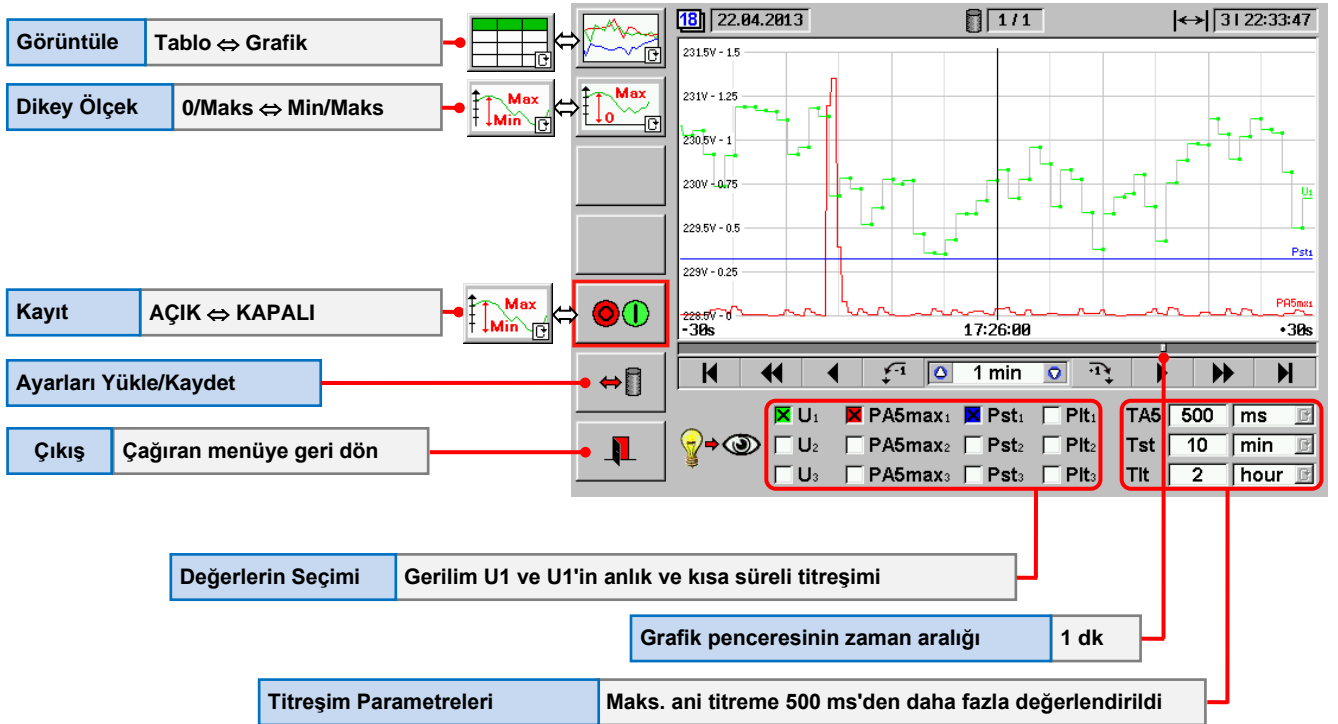 18 22.04.2013 1 / 1 3 | 22:33:47
Görüntüle Tablo ⇔ Grafik
231.5V - 1.5
Dikey Ölçek 0/Maks ⇔ Min/Maks
Max
Min
Max
0
231V - 1.25
230.5V - 1
230V - 0.75
U1
229.5V - 0.5
Pst1
229V - 0.25
PA5mx1
228.5V - 0
Kayıt AÇIK ⇔ KAPALI
Max
Min
-30s 17:26:00 +30s
-1 1 min +1
Ayarları Yükle/Kaydet
U1 PA5max1 Pst1 Plt1 TA5 500 ms
U2 PA5max2 Pst2 Plt2 Tst 10 min
U3 PA5max3 Pst3 Plt3 Tlt 2 hour
Çıkış Çağıran menüye geri dön
Değerlerin Seçimi Gerilim U1 ve U1'in anlık ve kısa süreli titreşimi
Grafik penceresinin zaman aralığı 1 dk
Titreşim Parametreleri Maks. ani titreme 500 ms'den daha fazla değerlendirildi